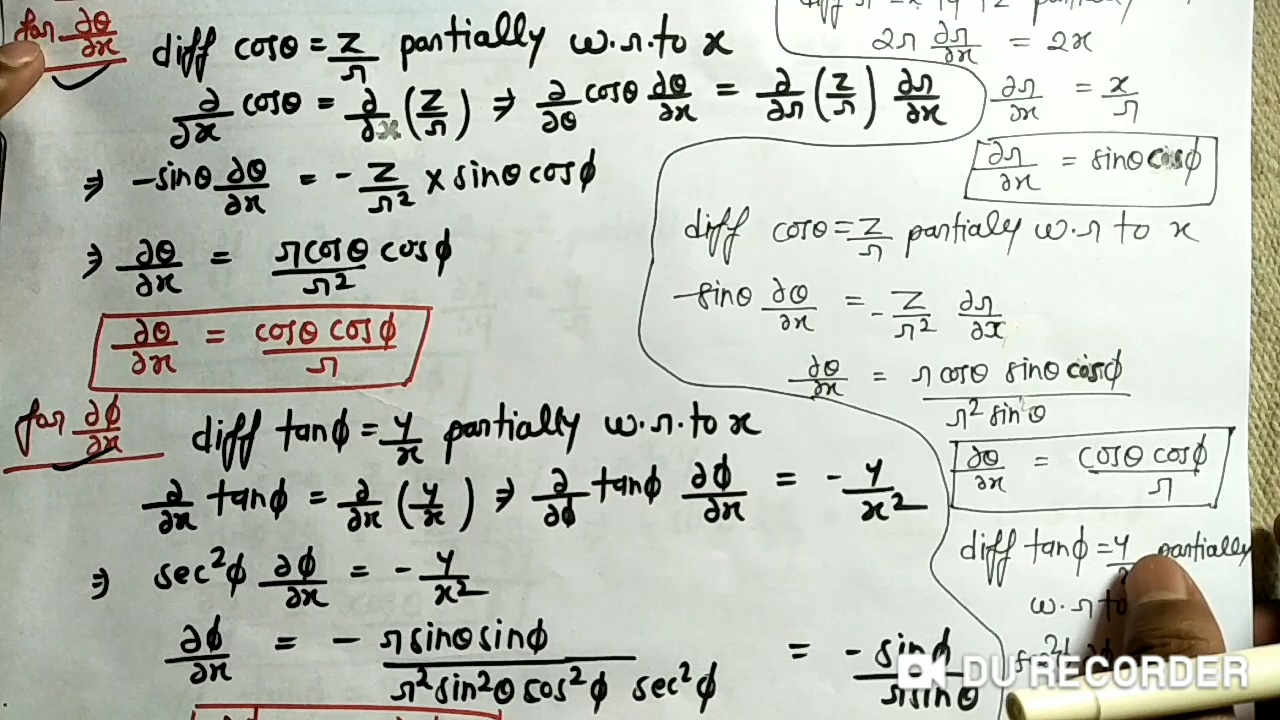 for ∂θ/∂x
diff cosθ = z/r partially w.r.to x
∂/∂x cosθ = ∂/∂x (z/r) ⇒ ∂/∂θ cosθ ∂θ/∂x = ∂/∂r (z/r) ∂r/∂x
⇒ -sinθ ∂θ/∂x = - z/r² × sinθ cosϕ
⇒ ∂θ/∂x = r cosθ cosϕ / r²
∂θ/∂x = cosθ cosϕ / r
for ∂ϕ/∂x
diff tanϕ = y/x partially w.r.to x
∂/∂x tanϕ = ∂/∂x (y/x) ⇒ ∂/∂ϕ tanϕ ∂ϕ/∂x = - y/x²
⇒ sec²ϕ ∂ϕ/∂x = - y/x²
∂ϕ/∂x = - r sinθ sinϕ / r² sin²θ cos²ϕ sec²ϕ = - sinϕ / r sinθ
2r ∂r/∂x = 2x
∂r/∂x = x/r
∂r/∂x = sinθ cosϕ
diff cosθ = z/r partialy w.r to x
-sinθ ∂θ/∂x = - z/r² ∂r/∂x
∂θ/∂x = r cosθ sinθ cosϕ / r² sinθ
∂θ/∂x = cosθ cosϕ / r
diff tanϕ = y partially
w.r to
DU RECORDER